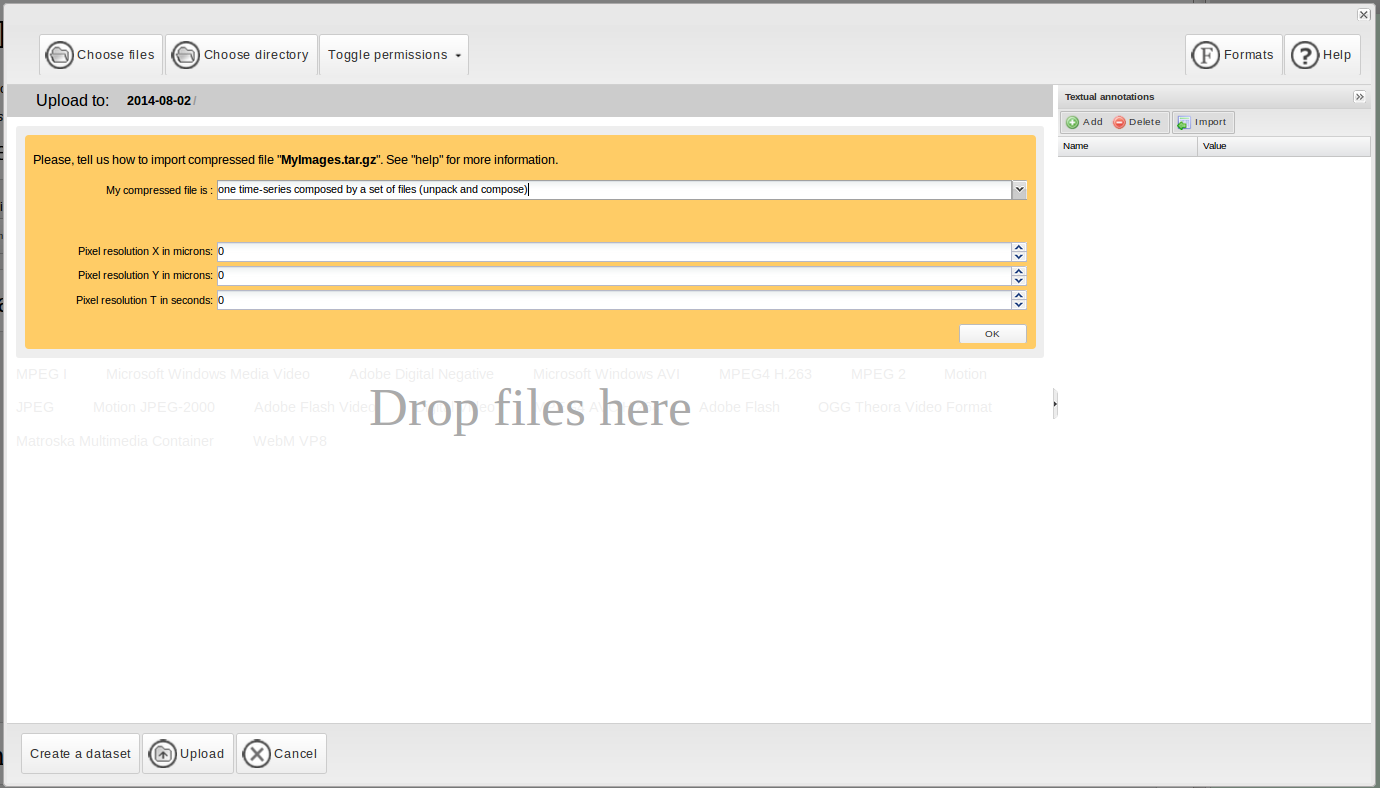 Choose files
Choose directory
Toggle permissions
Formats
Help
Upload to: 2014-08-02 /
Textual annotations
Add
Delete
Import
Name
Value
Please, tell us how to import compressed file "MyImages.tar.gz". See "help" for more information.
My compressed file is :
one time-series composed by a set of files (unpack and compose)
Pixel resolution X in microns: 0
Pixel resolution Y in microns: 0
Pixel resolution T in seconds: 0
OK
MPEG I Microsoft Windows Media Video Adobe Digital Negative Microsoft Windows AVI MPEG4 H.263 MPEG 2 Motion
JPEG Motion JPEG-2000 Adobe Flash Video Adobe Flash OGG Theora Video Format
Drop files here
Matroska Multimedia Container WebM VP8
Create a dataset
Upload
Cancel